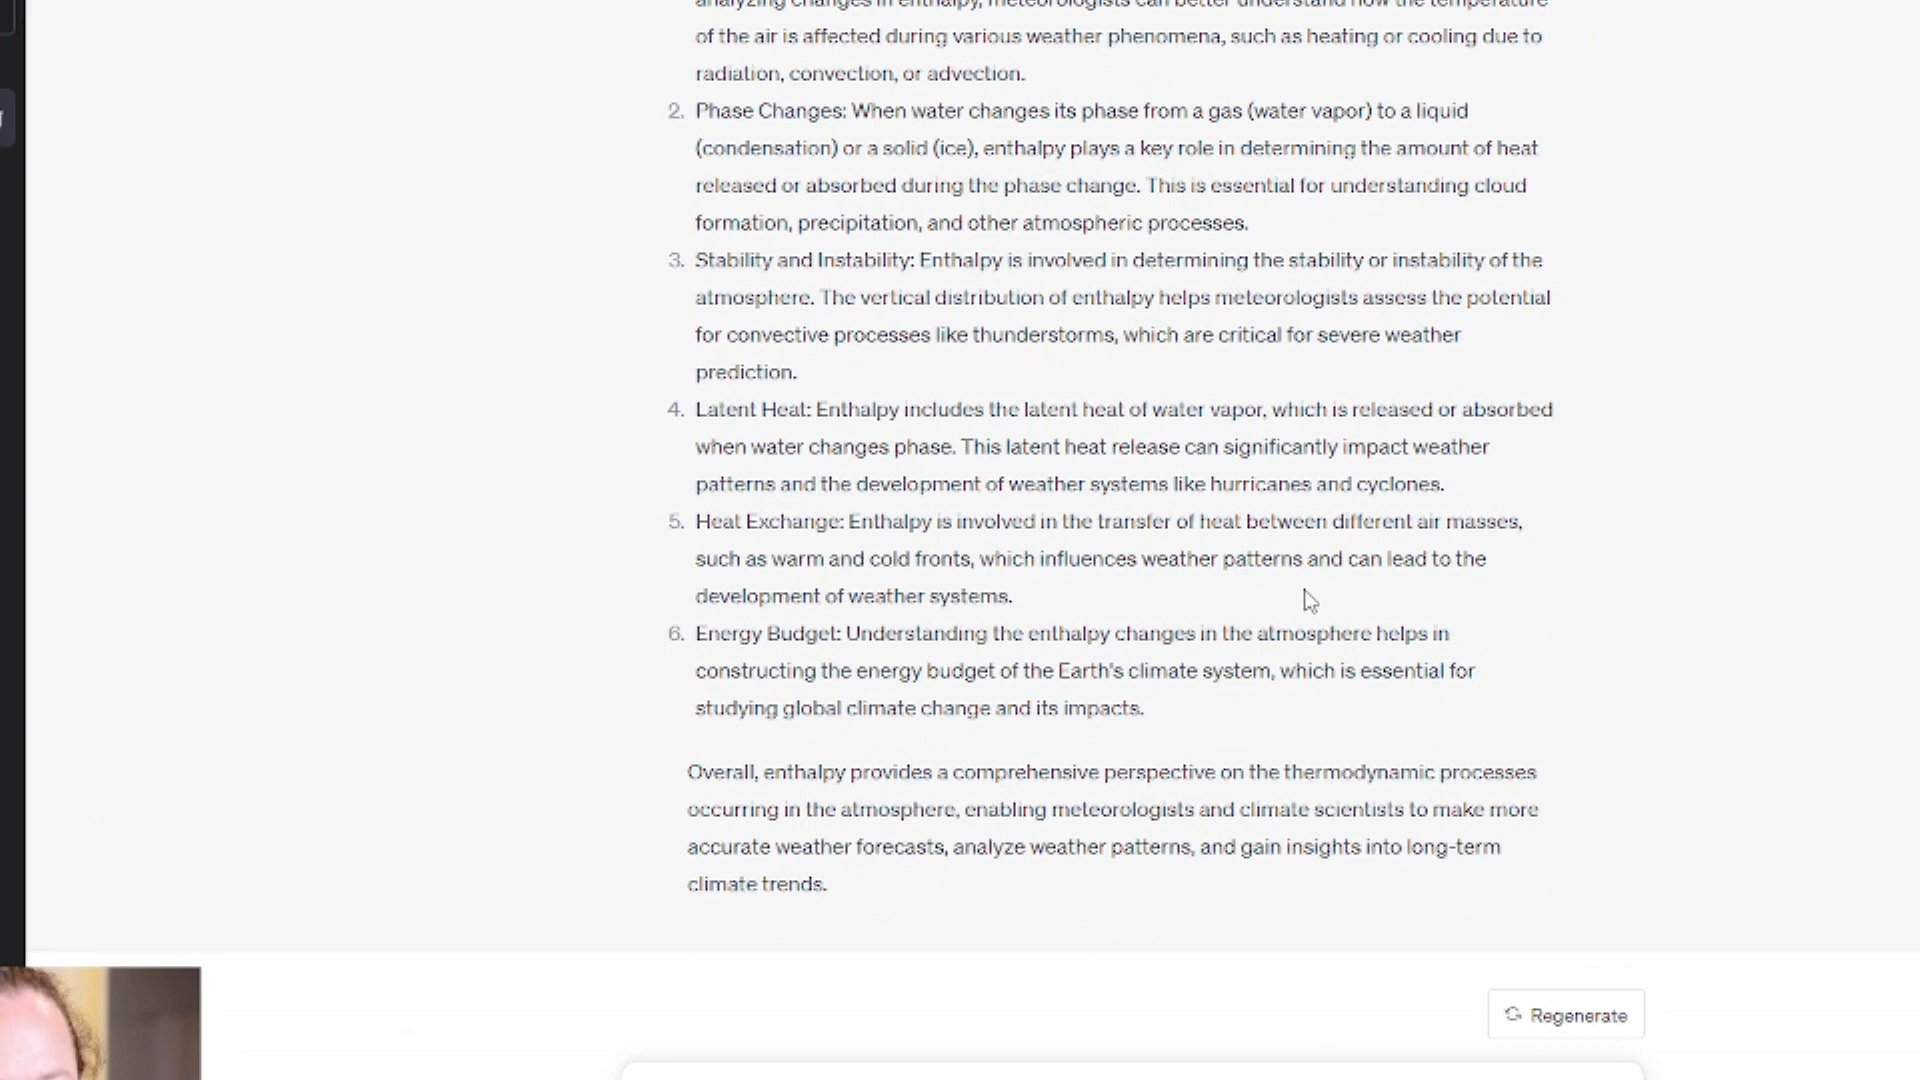 analyzing changes in enthalpy, meteorologists can better understand how the temperature
of the air is affected during various weather phenomena, such as heating or cooling due to
radiation, convection, or advection.
2. Phase Changes: When water changes its phase from a gas (water vapor) to a liquid
(condensation) or a solid (ice), enthalpy plays a key role in determining the amount of heat
released or absorbed during the phase change. This is essential for understanding cloud
formation, precipitation, and other atmospheric processes.
3. Stability and Instability: Enthalpy is involved in determining the stability or instability of the
atmosphere. The vertical distribution of enthalpy helps meteorologists assess the potential
for convective processes like thunderstorms, which are critical for severe weather
prediction.
4. Latent Heat: Enthalpy includes the latent heat of water vapor, which is released or absorbed
when water changes phase. This latent heat release can significantly impact weather
patterns and the development of weather systems like hurricanes and cyclones.
5. Heat Exchange: Enthalpy is involved in the transfer of heat between different air masses,
such as warm and cold fronts, which influences weather patterns and can lead to the
development of weather systems.
6. Energy Budget: Understanding the enthalpy changes in the atmosphere helps in
constructing the energy budget of the Earth's climate system, which is essential for
studying global climate change and its impacts.
Overall, enthalpy provides a comprehensive perspective on the thermodynamic processes
occurring in the atmosphere, enabling meteorologists and climate scientists to make more
accurate weather forecasts, analyze weather patterns, and gain insights into long-term
climate trends.
Regenerate